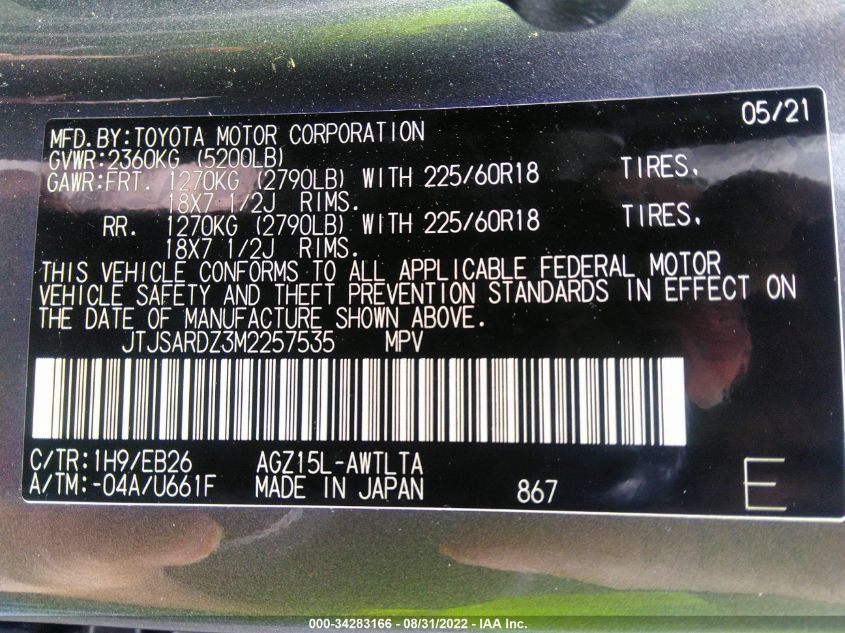 05/21
MFD.BY:TOYOTA MOTOR CORPORATION
GVWR:2360KG (5200LB)
GAWR:FRT. 1270KG (2790LB) WITH 225/60R18 TIRES,
18X7 1/2J RIMS.
RR. 1270KG (2790LB) WITH 225/60R18 TIRES,
18X7 1/2J RIMS.
THIS VEHICLE CONFORMS TO ALL APPLICABLE FEDERAL MOTOR
VEHICLE SAFETY AND THEFT PREVENTION STANDARDS IN EFFECT ON
THE DATE OF MANUFACTURE SHOWN ABOVE.
JTJSARDZ3M2257535 MPV
C/TR:1H9/EB26 AGZ15L-AWTLTA
A/TM:-04A/U661F MADE IN JAPAN 867 E
000-34283166 - 08/31/2022 - IAA Inc.